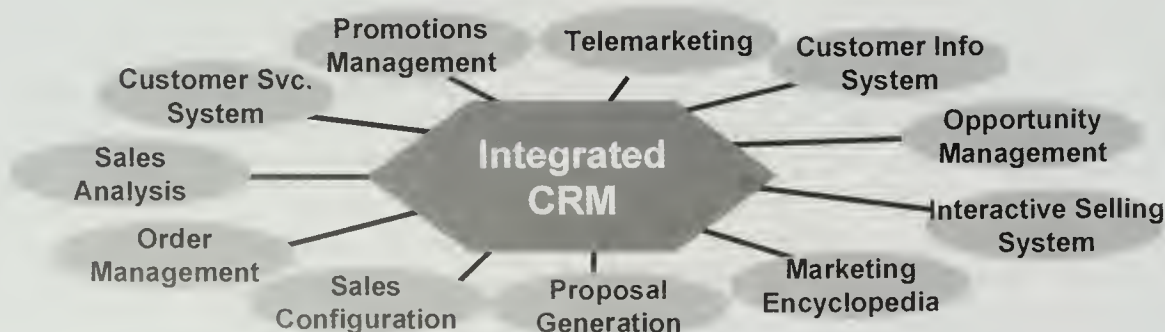 Promotions
Management
Telemarketing
Customer Info
System
Customer Svc.
System
Opportunity
Management
Integrated
CRM
Sales
Analysis
Interactive Selling
System
Order
Management
Marketing
Encyclopedia
Sales
Configuration
Proposal
Generation